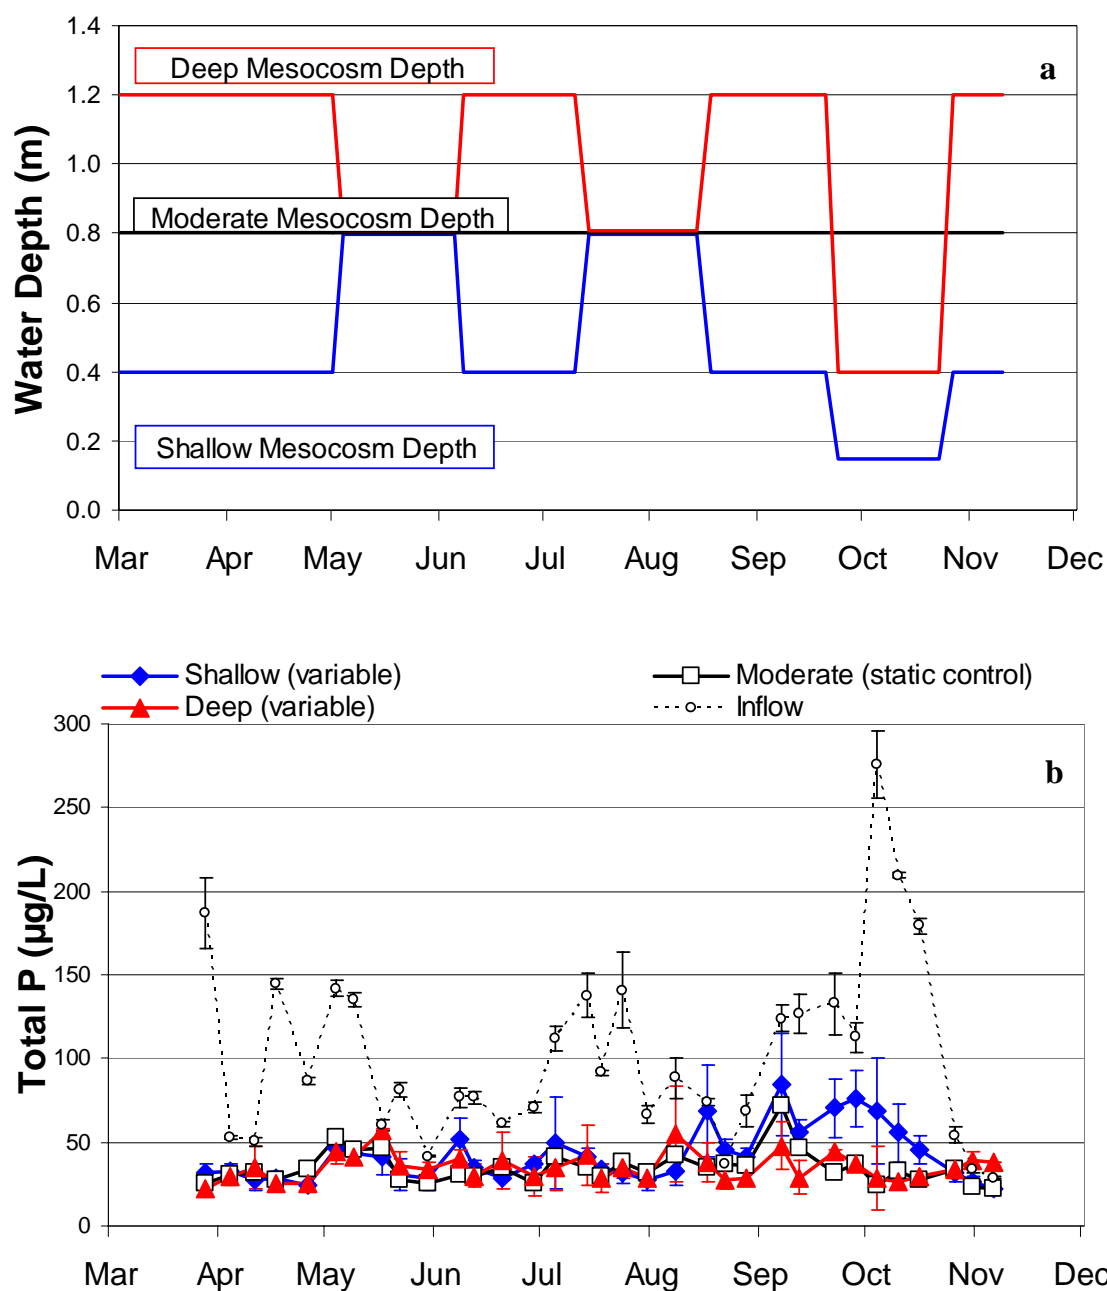 1.4
Deep Mesocosm Depth
a
1.2
1.0
Moderate Mesocosm Depth
0.8
0.6
0.4
Shallow Mesocosm Depth
0.2
0.0
Water Depth (m)
Mar Apr May Jun Jul Aug Sep Oct Nov Dec
Shallow (variable) Moderate (static control)
Deep (variable) Inflow
300
b
250
200
150
100
50
0
Total P (µg/L)
Mar Apr May Jun Jul Aug Sep Oct Nov Dec